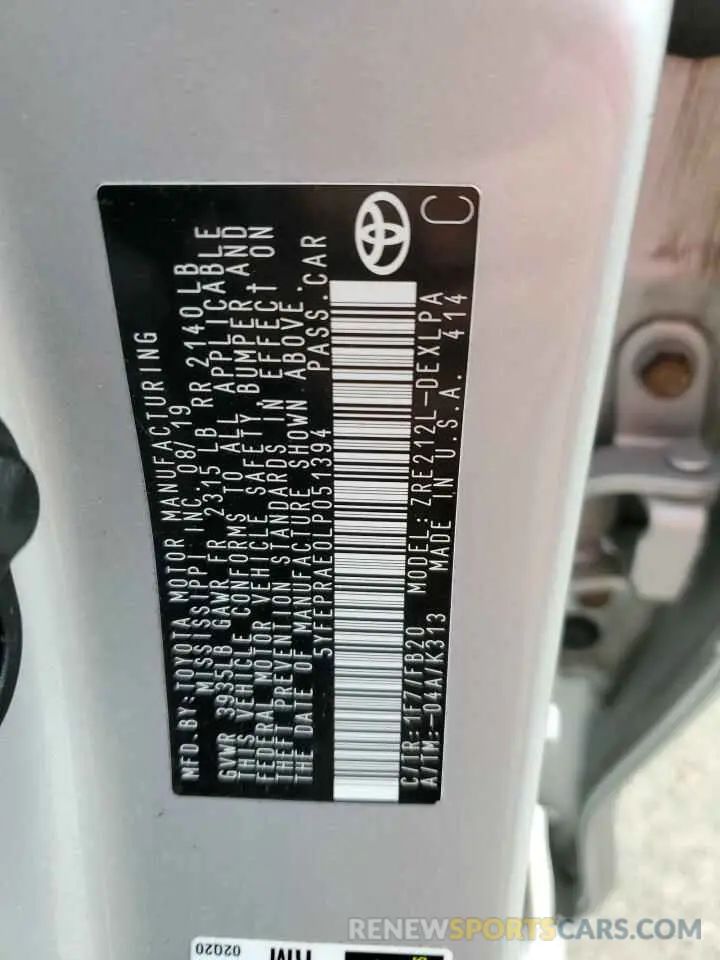 MFD. BY: TOYOTA MOTOR MANUFACTURING
MISSISSIPPI INC. 08/19
GVWR 3935LB GAWR FR 2315 LB RR 2140LB
THIS VEHICLE CONFORMS TO ALL APPLICABLE
FEDERAL MOTOR VEHICLE SAFETY BUMPER AND
THEFT PREVENTION STANDARDS IN EFFECT ON
THE DATE OF MANUFACTURE SHOWN ABOVE.
5YFEPRAE0LP051394 PASS.CAR
C/TR: 1F7/FB20 MODEL: ZRE212L-DEXLPA
A/TM: -04A/K313 MADE IN U.S.A. 414
C
02020
RENEWSPORTSCARS.COM